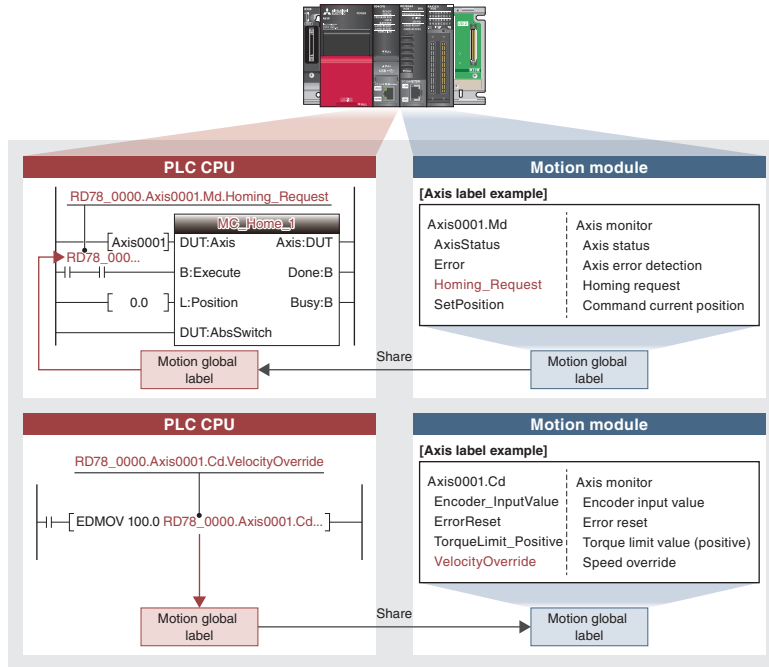 PLC CPU
RD78_0000.Axis0001.Md.Homing_Request
MC_Home_1
Axis0001 DUT:Axis Axis:DUT
RD78_000...
B:Execute Done:B
0.0 L:Position Busy:B
DUT:AbsSwitch
Motion global
label
Share
Motion module
[Axis label example]
Axis0001.Md Axis monitor
AxisStatus Axis status
Error Axis error detection
Homing_Request Homing request
SetPosition Command current position
Motion global
label
PLC CPU
RD78_0000.Axis0001.Cd.VelocityOverride
EDMOV 100.0 RD78_0000.Axis0001.Cd...
Motion global
label
Share
Motion module
[Axis label example]
Axis0001.Cd Axis monitor
Encoder_InputValue Encoder input value
ErrorReset Error reset
TorqueLimit_Positive Torque limit value (positive)
VelocityOverride Speed override
Motion global
label